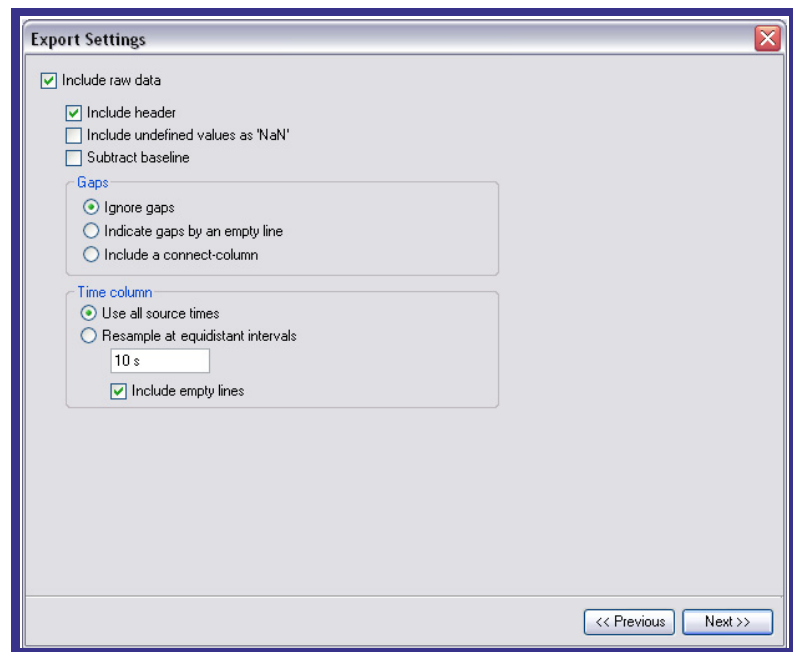 Export Settings
Include raw data
Include header
Include undefined values as 'NaN'
Subtract baseline
Gaps
Ignore gaps
Indicate gaps by an empty line
Include a connect-column
Time column
Use all source times
Resample at equidistant intervals
10 s
Include empty lines
<< Previous Next >>